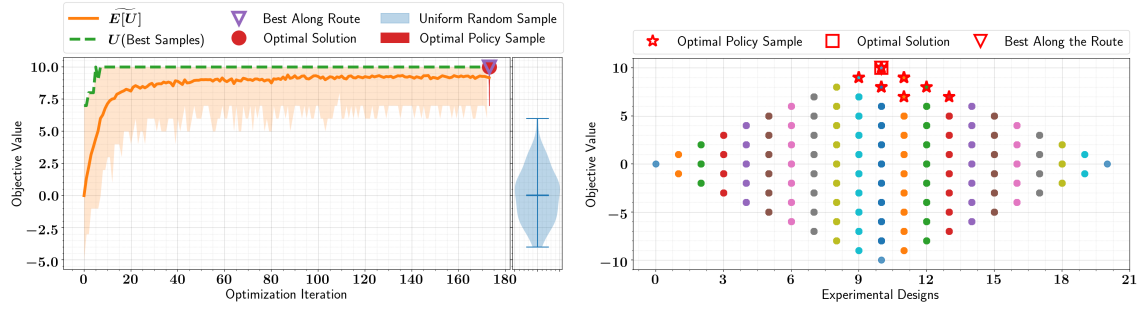 E[U]
U(Best Samples)
Best Along Route
Optimal Solution
Uniform Random Sample
Optimal Policy Sample
Objective Value
10.0
7.5
5.0
2.5
0.0
−2.5
−5.0
0 20 40 60 80 100 120 140 160 180
Optimization Iteration
Optimal Policy Sample Optimal Solution Best Along the Route
Objective Value
10
5
0
−5
−10
0 3 6 9 12 15 18 21
Experimental Designs